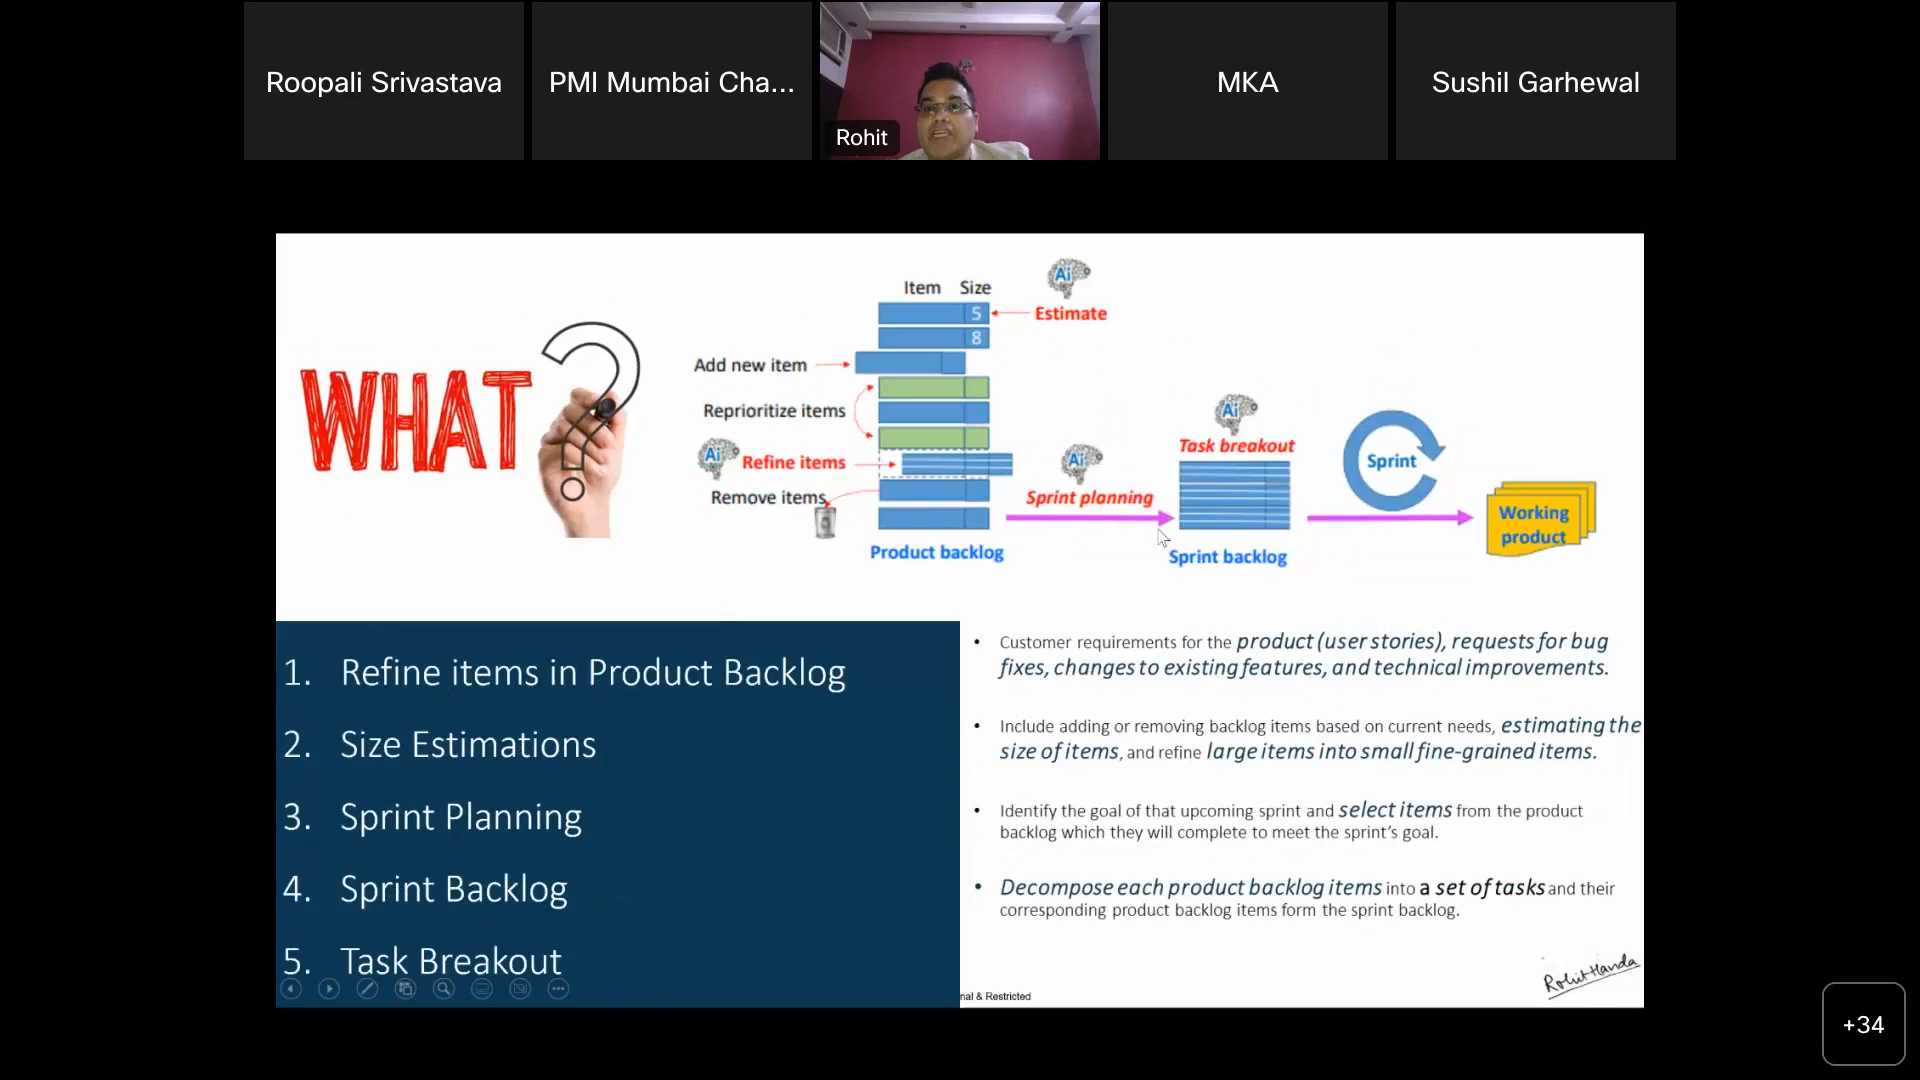 Roopali Srivastava
PMI Mumbai Cha...
Rohit
MKA
Sushil Garhewal
WHAT?
Item Size
5
8
Ai
Estimate
Add new item
Reprioritize items
Ai
Refine items
Remove items
Product backlog
Ai
Sprint planning
Ai
Task breakout
Sprint backlog
Sprint
Working
product
1. Refine items in Product Backlog
2. Size Estimations
3. Sprint Planning
4. Sprint Backlog
5. Task Breakout
• Customer requirements for the product (user stories), requests for bug
fixes, changes to existing features, and technical improvements.
• Include adding or removing backlog items based on current needs, estimating the
size of items, and refine large items into small fine-grained items.
• Identify the goal of that upcoming sprint and select items from the product
backlog which they will complete to meet the sprint's goal.
• Decompose each product backlog items into a set of tasks and their
corresponding product backlog items form the sprint backlog.
Rohit Handa
nal & Restricted
+34